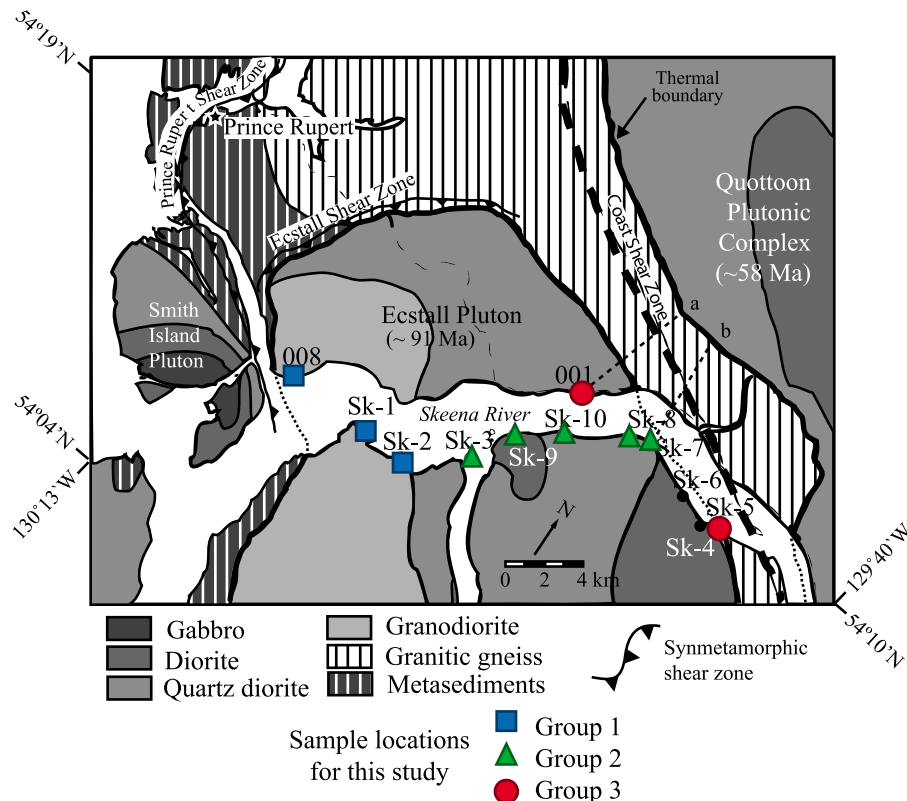 54°19'N
Prince Rupert Shear Zone
Prince Rupert
Thermal
boundary
Ecstall Shear Zone
Coast Shear Zone
Quottoon
Plutonic
Complex
(~58 Ma)
Smith
Island
Pluton
Ecstall Pluton
(~ 91 Ma)
a
b
008
001
Sk-1
Skeena River
Sk-2
Sk-3
Sk-10
Sk-8
Sk-9
Sk-7
Sk-6
Sk-5
Sk-4
54°04'N
130°13'W
N
0 2 4 km
129°40'W
54°10'N
Gabbro
Diorite
Quartz diorite
Granodiorite
Granitic gneiss
Metasediments
Synmetamorphic
shear zone
Sample locations
for this study
Group 1
Group 2
Group 3